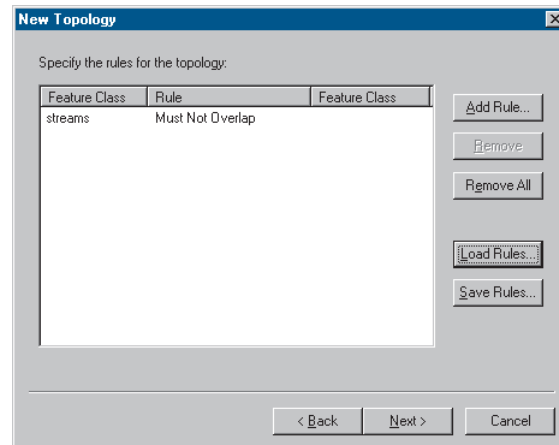 New Topology
Specify the rules for the topology:
Feature Class Rule Feature Class
streams Must Not Overlap
Add Rule...
Remove
Remove All
Load Rules...
Save Rules...
< Back Next > Cancel